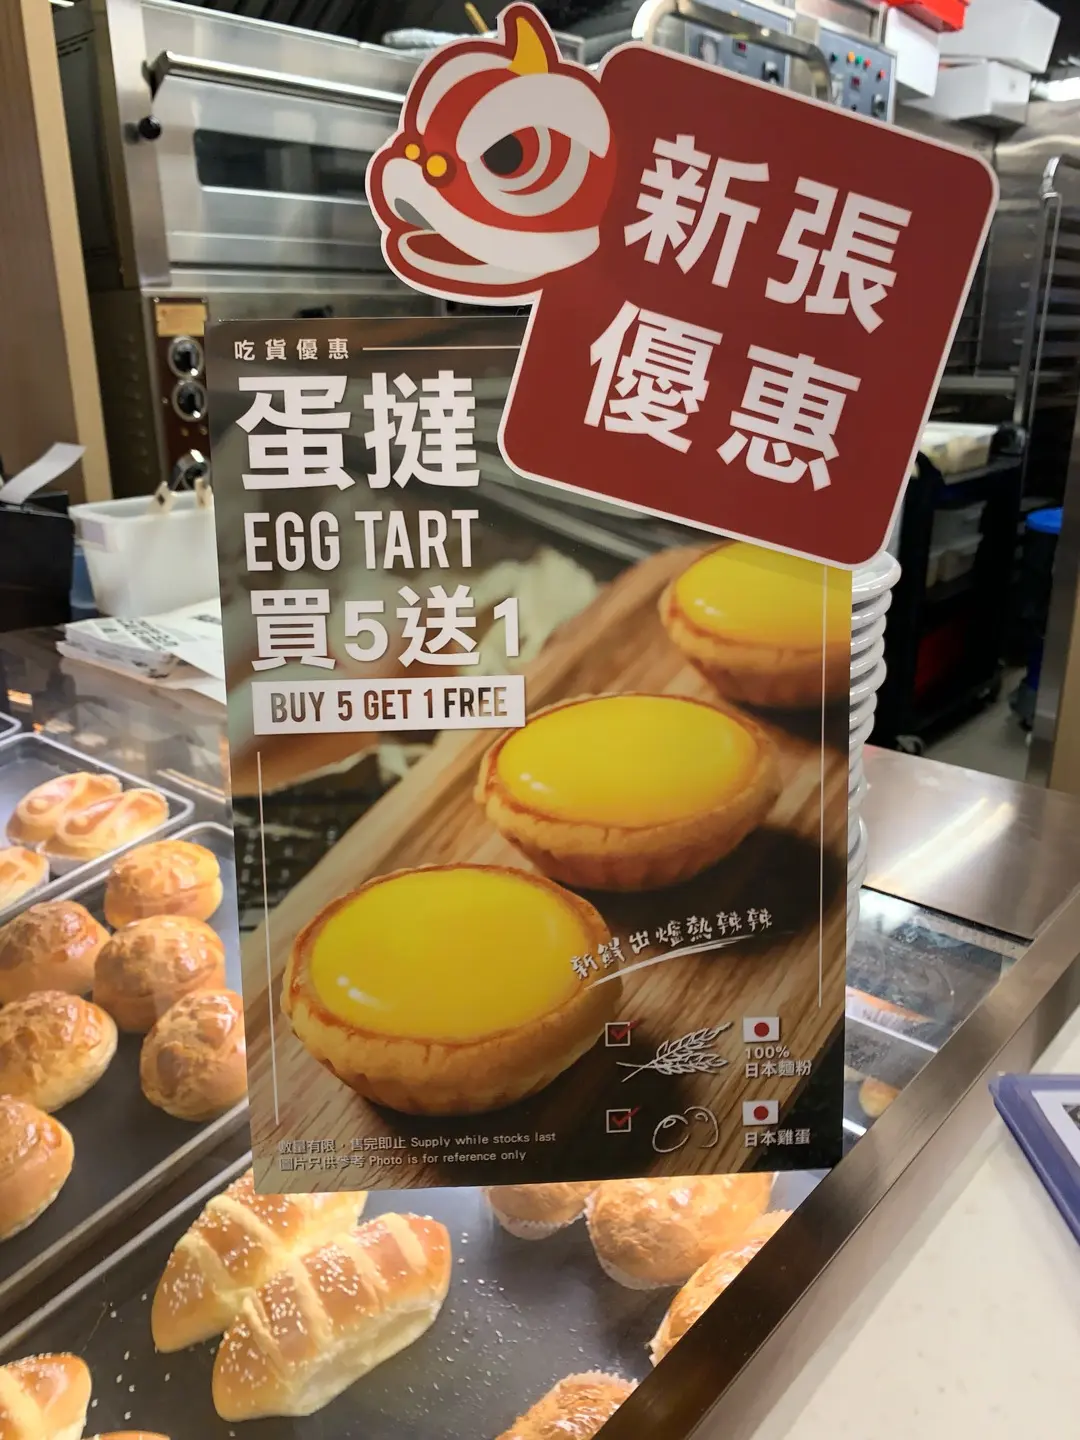 新張
優惠
吃貨優惠
蛋撻
EGG TART
買5送1
BUY 5 GET 1 FREE
新鮮出爐熱辣辣
100%
日本麵粉
日本雞蛋
數量有限，售完即止 Supply while stocks last
圖片只供參考 Photo is for reference only